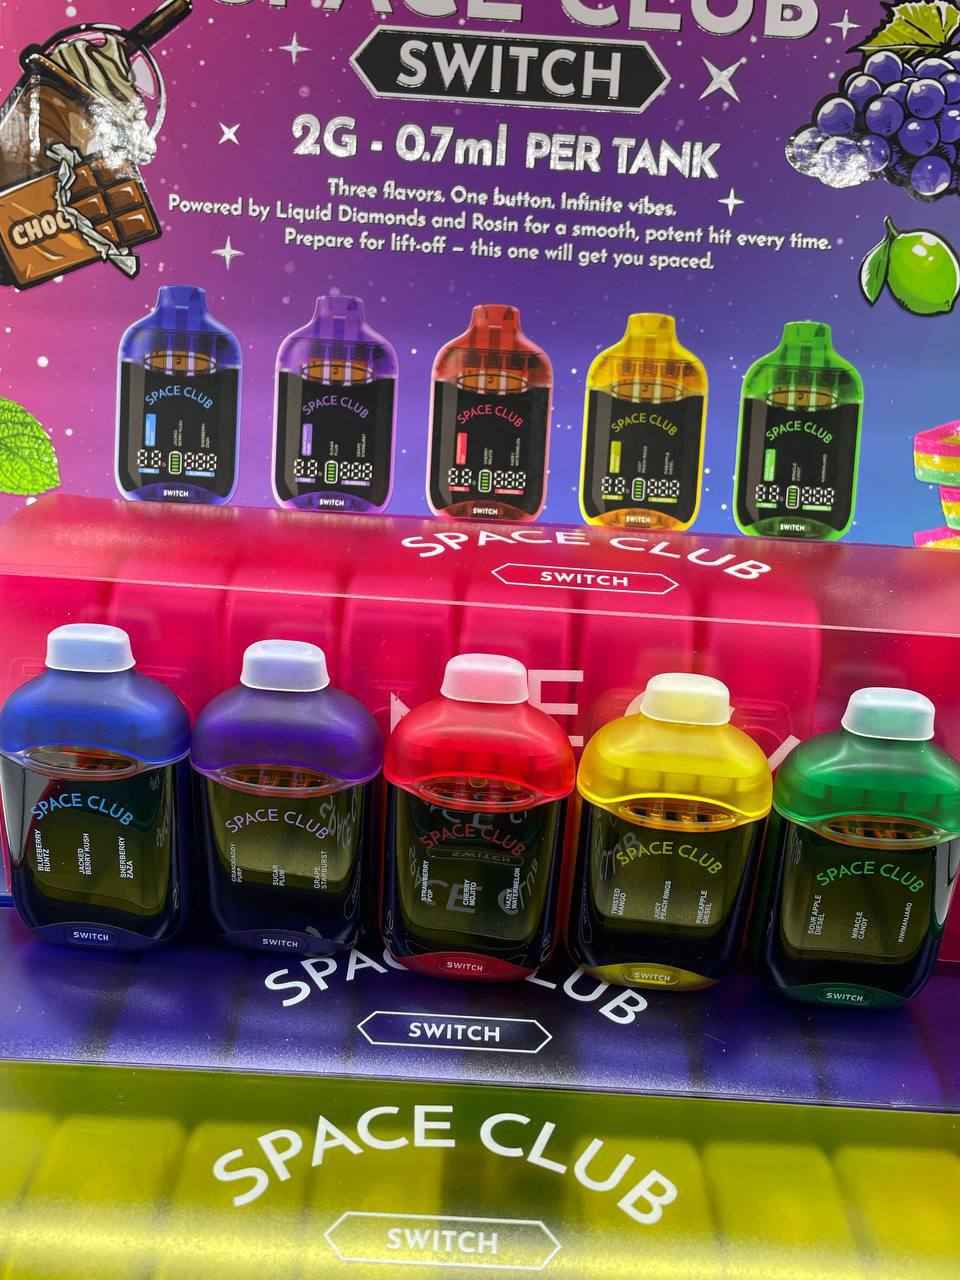 SPACE CLUB
SWITCH
2G - 0.7ml PER TANK
Three flavors. One button. Infinite vibes.
Powered by Liquid Diamonds and Rosin for a smooth, potent hit every time.
Prepare for lift-off – this one will get you spaced.
CHOC
SPACE CLUB
SWITCH
SPACE CLUB
SWITCH
SPACE CLUB
SWITCH
SPACE CLUB
SWITCH
SPACE CLUB
SWITCH
SPACE CLUB
SWITCH
SPACE CLUB
BLUEBERRY
RUNTZ
JACKED
BERRY KUSH
SHERBERRY
ZAZA
SWITCH
SPACE CLUB
GRANDDADDY
PURP
SUGAR
PLUM
GRAPE
STARBURST
SWITCH
SPACE CLUB
STRAWBERRY
POP
CHERRY
MOJITO
HAZEY
WATERMELON
SWITCH
SPACE CLUB
TWISTED
MANGO
JUICY
PEACH RINGS
PINEAPPLE
DIESEL
SWITCH
SPACE CLUB
SOUR APPLE
DIESEL
MIRACLE
CANDY
KIWIMANJARO
SWITCH
SPACE CLUB
SWITCH
SPACE CLUB
SWITCH